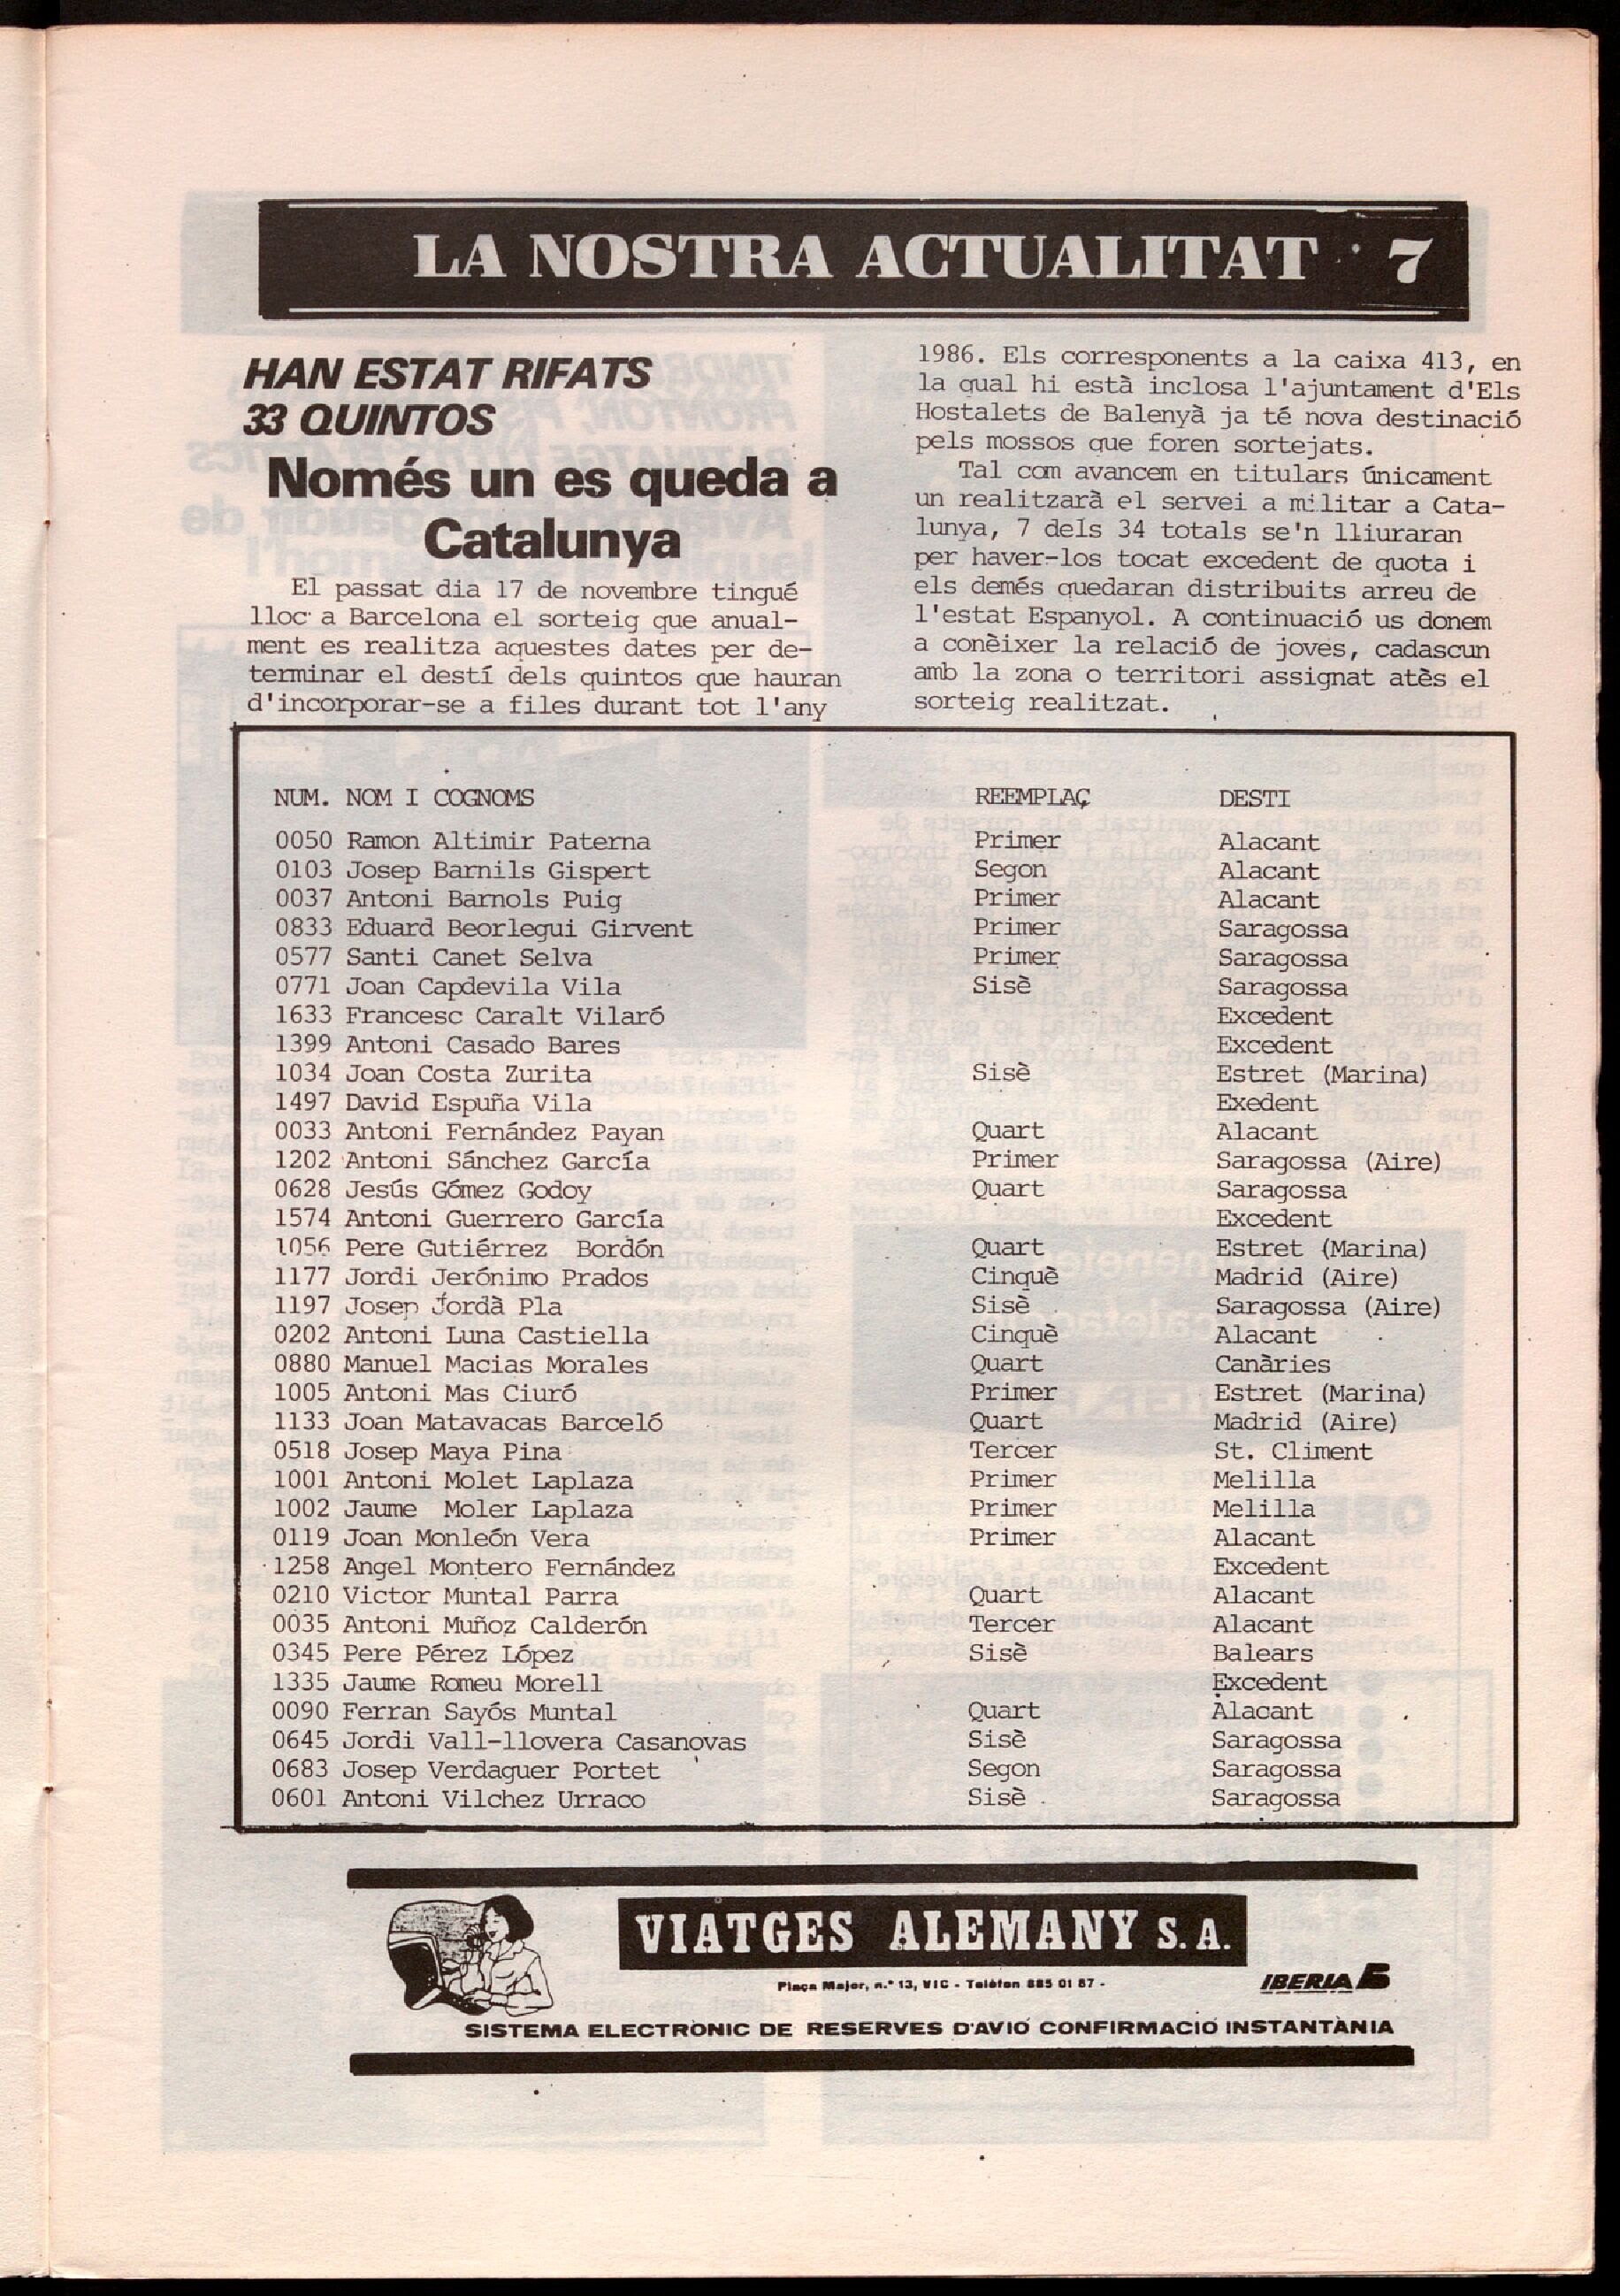 LA NOSTRA ACTUALITAT · 7
HAN ESTAT RIFATS
33 QUINTOS
Només un es queda a
Catalunya
El passat dia 17 de novembre tingué
lloc a Barcelona el sorteig que anual-
ment es realitza aquestes dates per de-
terminar el destí dels quintos que hauran
d'incorporar-se a files durant tot l'any
1986. Els corresponents a la caixa 413, en
la qual hi està inclosa l'ajuntament d'Els
Hostalets de Balenyà ja té nova destinació
pels mossos que foren sortejats.
Tal com avancem en titulars únicament
un realitzarà el servei a militar a Cata-
lunya, 7 dels 34 totals se'n lliuraran
per haver-los tocat excedent de quota i
els demés quedaran distribuits arreu de
l'estat Espanyol. A continuació us donem
a conèixer la relació de joves, cadascun
amb la zona o territori assignat atès el
sorteig realitzat.
NUM. NOM I COGNOMS REEMPLAÇ DESTI
0050 Ramon Altimir Paterna Primer Alacant
0103 Josep Barnils Gispert Segon Alacant
0037 Antoni Barnols Puig Primer Alacant
0833 Eduard Beorlegui Girvent Primer Saragossa
0577 Santi Canet Selva Primer Saragossa
0771 Joan Capdevila Vila Sisè Saragossa
1633 Francesc Caralt Vilaró Excedent
1399 Antoni Casado Bares Excedent
1034 Joan Costa Zurita Sisè Estret (Marina)
1497 David Espuña Vila Exedent
0033 Antoni Fernández Payan Quart Alacant
1202 Antoni Sánchez García Primer Saragossa (Aire)
0628 Jesús Gómez Godoy Quart Saragossa
1574 Antoni Guerrero García Excedent
1056 Pere Gutiérrez Bordón Quart Estret (Marina)
1177 Jordi Jerónimo Prados Cinquè Madrid (Aire)
1197 Josep Jordà Pla Sisè Saragossa (Aire)
0202 Antoni Luna Castiella Cinquè Alacant
0880 Manuel Macias Morales Quart Canàries
1005 Antoni Mas Ciuró Primer Estret (Marina)
1133 Joan Matavacas Barceló Quart Madrid (Aire)
0518 Josep Maya Pina Tercer St. Climent
1001 Antoni Molet Laplaza Primer Melilla
1002 Jaume Moler Laplaza Primer Melilla
0119 Joan Monleón Vera Primer Alacant
1258 Angel Montero Fernández Excedent
0210 Victor Muntal Parra Quart Alacant
0035 Antoni Muñoz Calderón Tercer Alacant
0345 Pere Pérez López Sisè Balears
1335 Jaume Romeu Morell Excedent
0090 Ferran Sayós Muntal Quart Alacant
0645 Jordi Vall-llovera Casanovas Sisè Saragossa
0683 Josep Verdaguer Portet Segon Saragossa
0601 Antoni Vilchez Urraco Sisè Saragossa
VIATGES ALEMANY S.A.
Plaça Major, n.º 13, VIC - Telèfon 885 01 87 -
IBERIA
SISTEMA ELECTRÒNIC DE RESERVES D'AVIÓ CONFIRMACIÓ INSTANTÀNIA